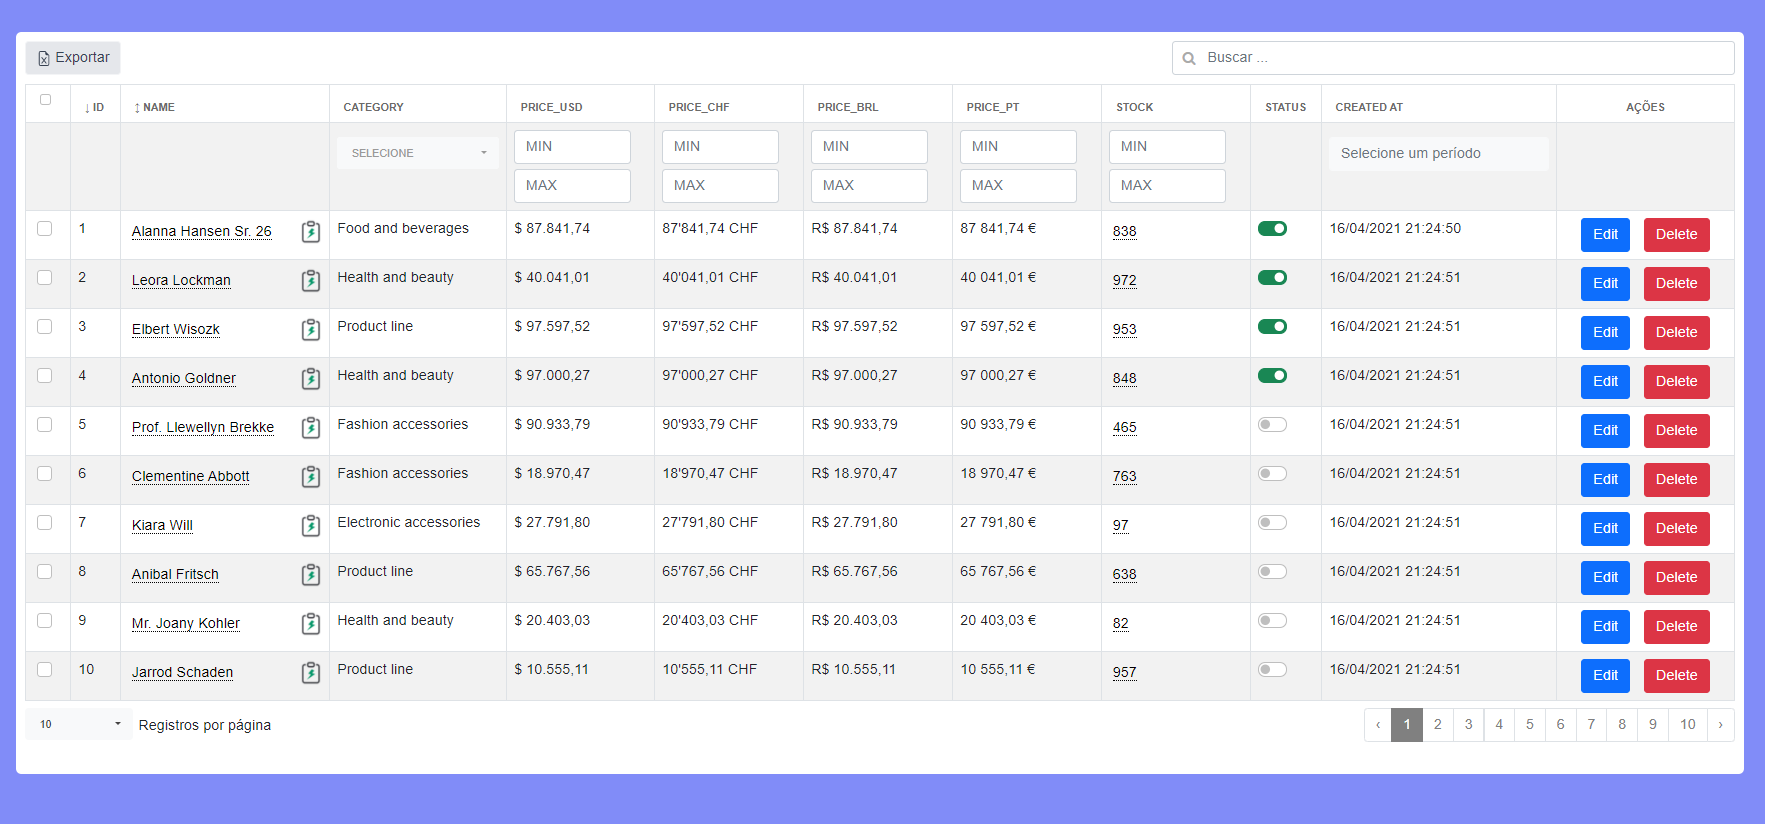 Exportar
Buscar ...
↓ ID ↕ NAME CATEGORY PRICE_USD PRICE_CHF PRICE_BRL PRICE_PT STOCK STATUS CREATED AT AÇÕES
SELECIONE MIN MIN MIN MIN MIN Selecione um período
MAX MAX MAX MAX MAX
1 Alanna Hansen Sr. 26 Food and beverages $ 87.841,74 87'841,74 CHF R$ 87.841,74 87 841,74 € 838 16/04/2021 21:24:50 Edit Delete
2 Leora Lockman Health and beauty $ 40.041,01 40'041,01 CHF R$ 40.041,01 40 041,01 € 972 16/04/2021 21:24:51 Edit Delete
3 Elbert Wisozk Product line $ 97.597,52 97'597,52 CHF R$ 97.597,52 97 597,52 € 953 16/04/2021 21:24:51 Edit Delete
4 Antonio Goldner Health and beauty $ 97.000,27 97'000,27 CHF R$ 97.000,27 97 000,27 € 848 16/04/2021 21:24:51 Edit Delete
5 Prof. Llewellyn Brekke Fashion accessories $ 90.933,79 90'933,79 CHF R$ 90.933,79 90 933,79 € 465 16/04/2021 21:24:51 Edit Delete
6 Clementine Abbott Fashion accessories $ 18.970,47 18'970,47 CHF R$ 18.970,47 18 970,47 € 763 16/04/2021 21:24:51 Edit Delete
7 Kiara Will Electronic accessories $ 27.791,80 27'791,80 CHF R$ 27.791,80 27 791,80 € 97 16/04/2021 21:24:51 Edit Delete
8 Anibal Fritsch Product line $ 65.767,56 65'767,56 CHF R$ 65.767,56 65 767,56 € 638 16/04/2021 21:24:51 Edit Delete
9 Mr. Joany Kohler Health and beauty $ 20.403,03 20'403,03 CHF R$ 20.403,03 20 403,03 € 82 16/04/2021 21:24:51 Edit Delete
10 Jarrod Schaden Product line $ 10.555,11 10'555,11 CHF R$ 10.555,11 10 555,11 € 957 16/04/2021 21:24:51 Edit Delete
10 Registros por página ‹ 1 2 3 4 5 6 7 8 9 10 ›